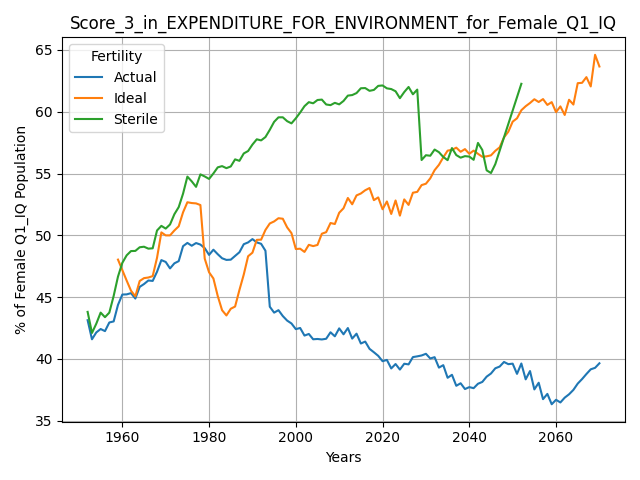 Score_3_in_EXPENDITURE_FOR_ENVIRONMENT_for_Female_Q1_IQ
Fertility
Actual
Ideal
Sterile
% of Female Q1_IQ Population
65
60
55
50
45
40
35
1960
1980
2000
2020
2040
2060
Years